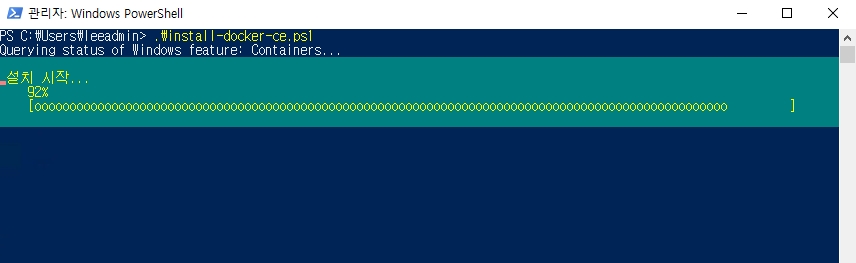 관리자: Windows PowerShell
PS C:₩Users₩leeadmin> .₩install-docker-ce.ps1
Querying status of Windows feature: Containers...
설치 시작...
92%
[ooooooooooooooooooooooooooooooooooooooooooooooooooooooooooooooooooooooooooooooooooooooooooooooooooo         ]